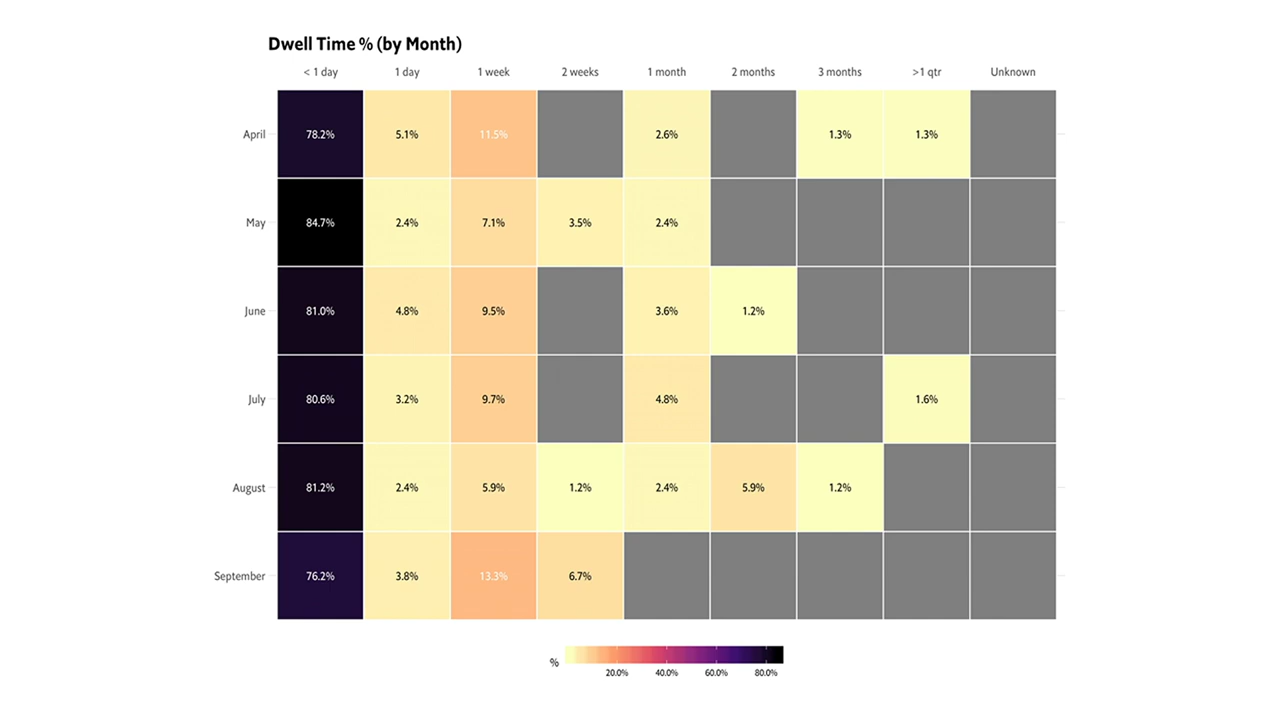 Dwell Time % (by Month)
< 1 day 1 day 1 week 2 weeks 1 month 2 months 3 months >1 qtr Unknown
April 78.2% 5.1% 11.5% 2.6% 1.3% 1.3%
May 84.7% 2.4% 7.1% 3.5% 2.4%
June 81.0% 4.8% 9.5% 3.6% 1.2%
July 80.6% 3.2% 9.7% 4.8% 1.6%
August 81.2% 2.4% 5.9% 1.2% 2.4% 5.9% 1.2%
September 76.2% 3.8% 13.3% 6.7%
%
20.0% 40.0% 60.0% 80.0%